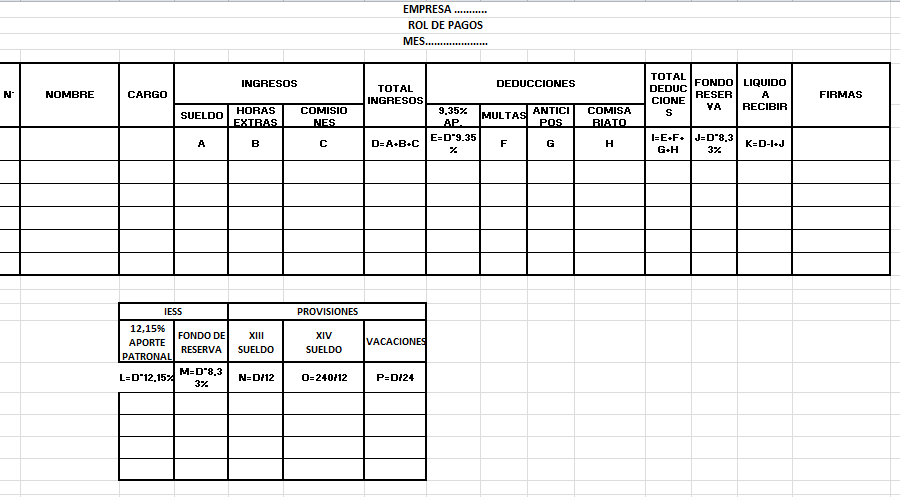 EMPRESA ...........
ROL DE PAGOS
MES.....................
N° NOMBRE CARGO INGRESOS TOTAL INGRESOS DEDUCCIONES TOTAL DEDUCCIONES FONDO RESERVA LIQUIDO A RECIBIR FIRMAS
SUELDO HORAS EXTRAS COMISIONES 9,35% AP. MULTAS ANTICIPOS COMISARIATO
A B C D=A+B+C E=D*9.35% F G H I=E+F+G+H J=D*8,33% K=D-I+J
IESS PROVISIONES
12,15% APORTE PATRONAL FONDO DE RESERVA XIII SUELDO XIV SUELDO VACACIONES
L=D*12,15% M=D*8,33% N=D/12 O=240/12 P=D/24